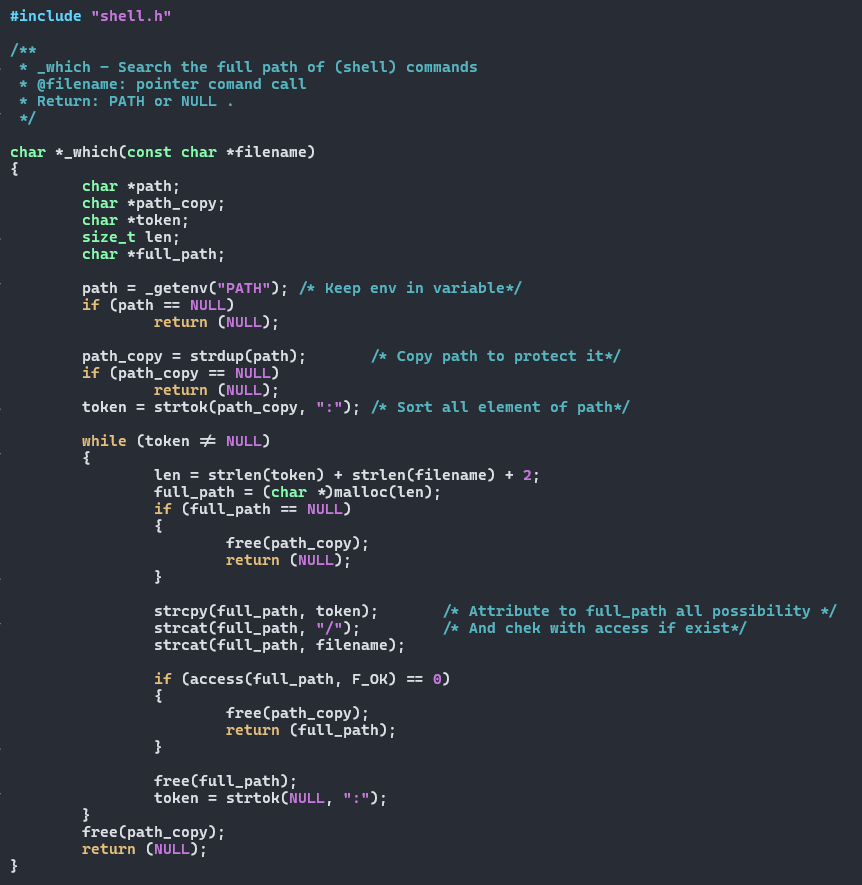 #include "shell.h"

/**
 * _which - Search the full path of (shell) commands
 * @filename: pointer comand call
 * Return: PATH or NULL .
 */

char *_which(const char *filename)
{
        char *path;
        char *path_copy;
        char *token;
        size_t len;
        char *full_path;

        path = _getenv("PATH"); /* Keep env in variable*/
        if (path == NULL)
                return (NULL);

        path_copy = strdup(path);       /* Copy path to protect it*/
        if (path_copy == NULL)
                return (NULL);
        token = strtok(path_copy, ":"); /* Sort all element of path*/

        while (token != NULL)
        {
                len = strlen(token) + strlen(filename) + 2;
                full_path = (char *)malloc(len);
                if (full_path == NULL)
                {
                        free(path_copy);
                        return (NULL);
                }

                strcpy(full_path, token);       /* Attribute to full_path all possibility */
                strcat(full_path, "/");         /* And chek with access if exist*/
                strcat(full_path, filename);

                if (access(full_path, F_OK) == 0)
                {
                        free(path_copy);
                        return (full_path);
                }

                free(full_path);
                token = strtok(NULL, ":");
        }
        free(path_copy);
        return (NULL);
}